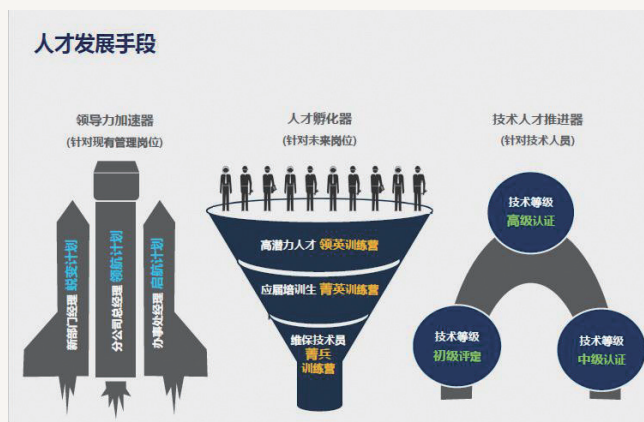 人才发展手段
领导力加速器
(针对现有管理岗位)
新部门经理 蜕变计划
分公司总经理 领航计划
办事处经理 启航计划
人才孵化器
(针对未来岗位)
高潜力人才 领英训练营
应届培训生 菁英训练营
维保技术员
菁兵
训练营
技术人才推进器
(针对技术人员)
技术等级
高级认证
技术等级
初级评定
技术等级
中级认证